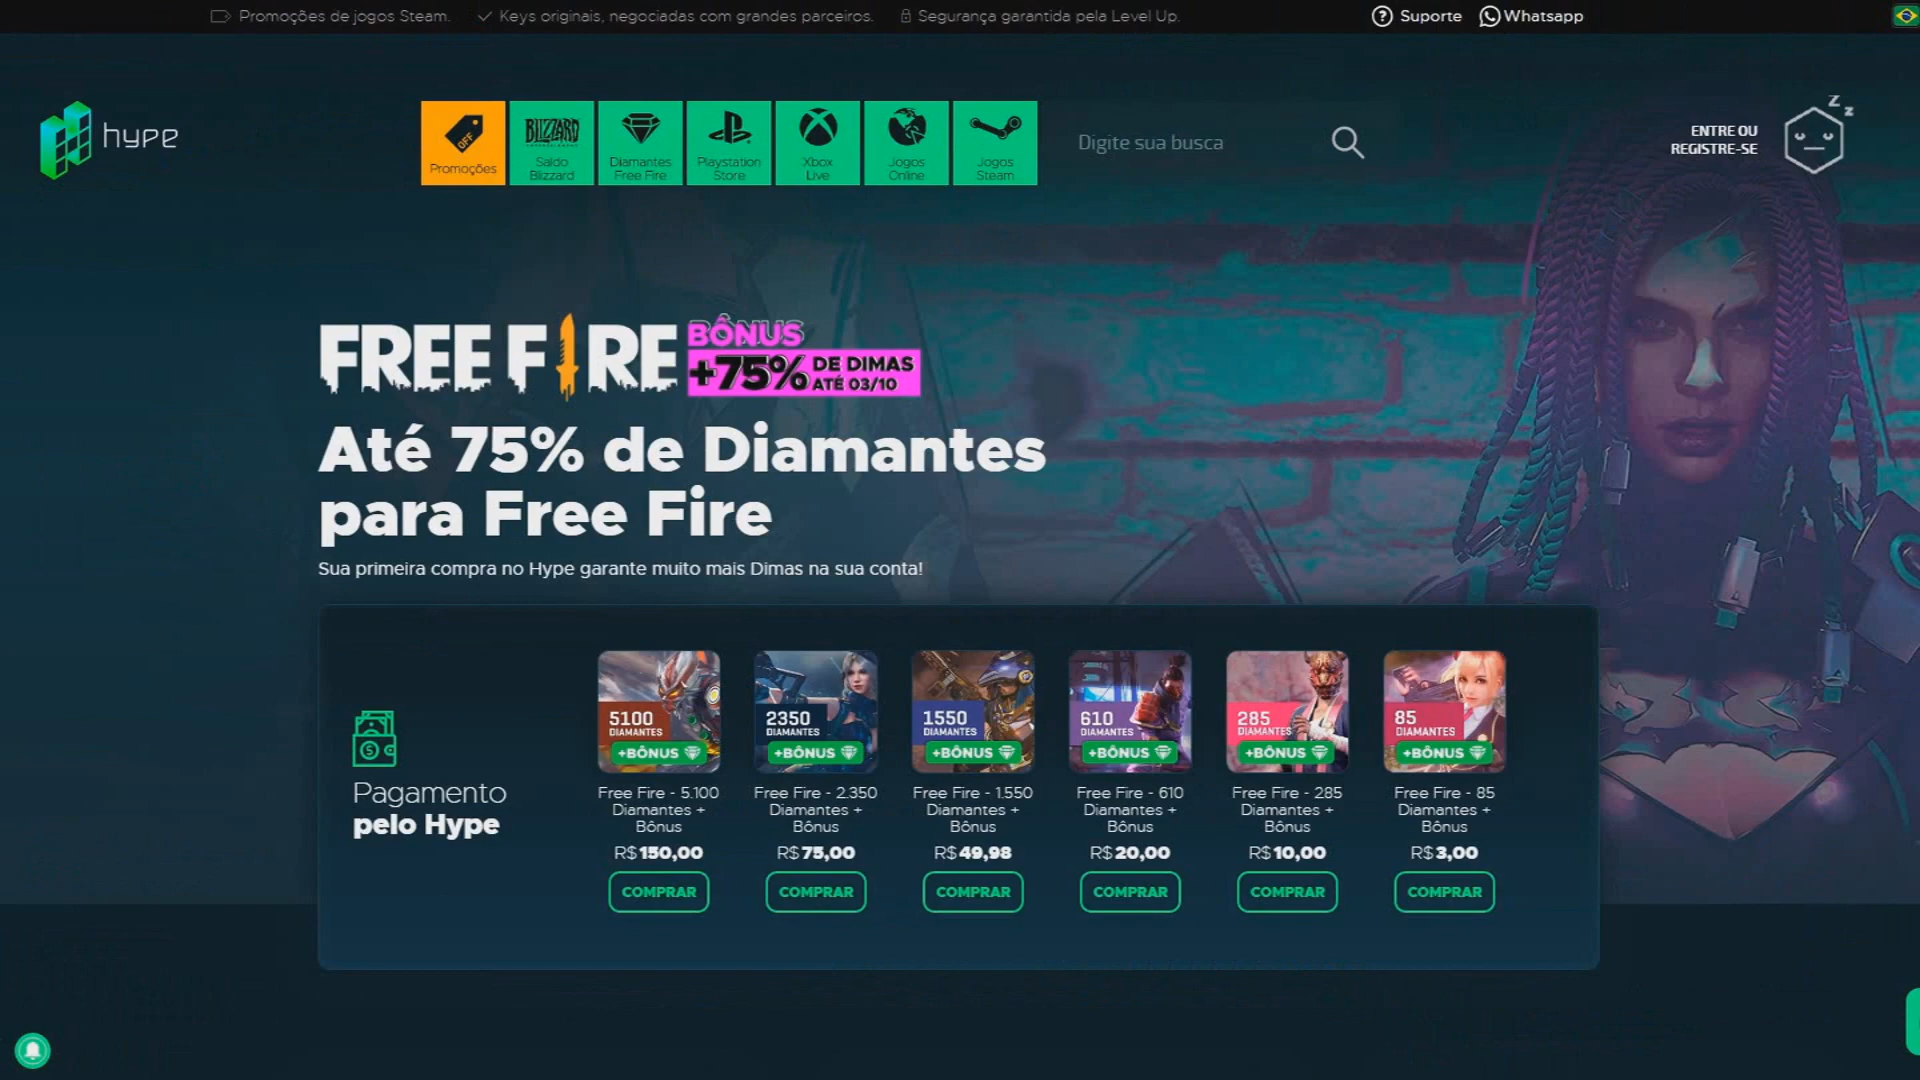 Promoções de jogos Steam.
Keys originais, negociadas com grandes parceiros.
Segurança garantida pela Level Up.
Suporte
Whatsapp
hype
OFF
Promoções
BLIZZARD
Saldo
Blizzard
Diamantes
Free Fire
Playstation
Store
Xbox
Live
Jogos
Online
Jogos
Steam
Digite sua busca
ENTRE OU
REGISTRE-SE
Z
z
FREE FIRE
BÔNUS
+75% DE DIMAS
ATÉ 03/10
Até 75% de Diamantes
para Free Fire
Sua primeira compra no Hype garante muito mais Dimas na sua conta!
Pagamento
pelo Hype
5100
DIAMANTES
+BÔNUS
Free Fire - 5.100
Diamantes +
Bônus
R$150,00
COMPRAR
2350
DIAMANTES
+BÔNUS
Free Fire - 2.350
Diamantes +
Bônus
R$75,00
COMPRAR
1550
DIAMANTES
+BÔNUS
Free Fire - 1.550
Diamantes +
Bônus
R$49,98
COMPRAR
610
DIAMANTES
+BÔNUS
Free Fire - 610
Diamantes +
Bônus
R$20,00
COMPRAR
285
DIAMANTES
+BÔNUS
Free Fire - 285
Diamantes +
Bônus
R$10,00
COMPRAR
85
DIAMANTES
+BÔNUS
Free Fire - 85
Diamantes +
Bônus
R$3,00
COMPRAR